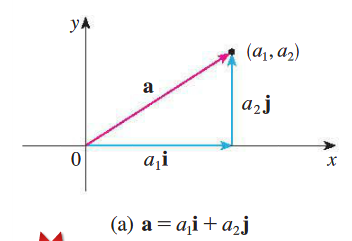 y
(a₁, a₂)
a
a₂j
0
a₁i
x
(a) a = a₁i + a₂j